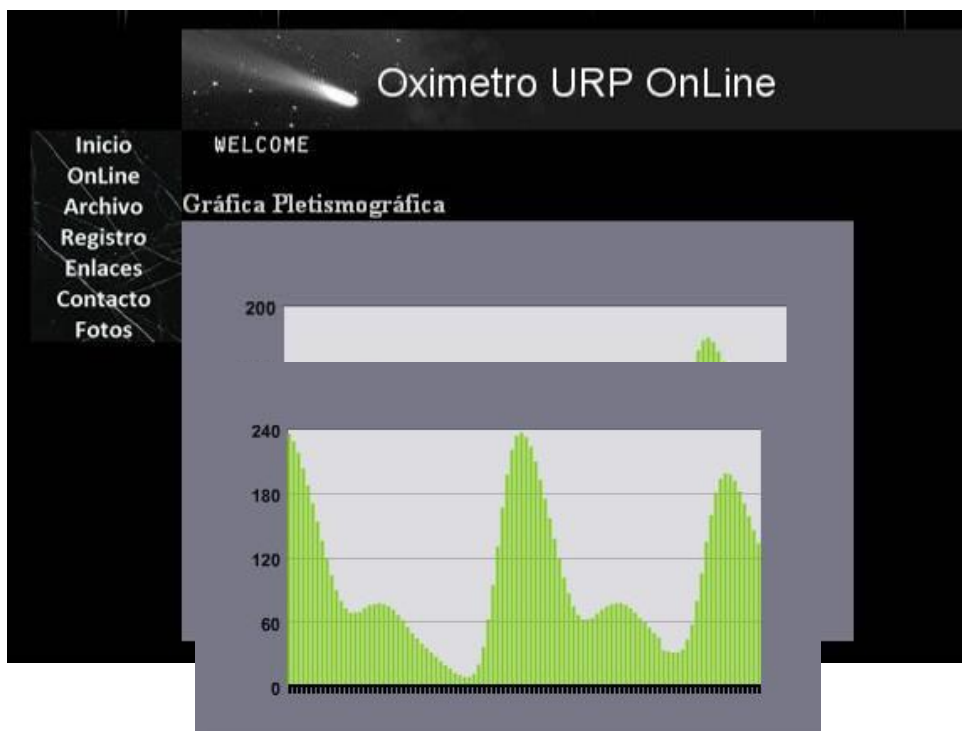 Oximetro URP OnLine
Inicio
OnLine
Archivo
Registro
Enlaces
Contacto
Fotos
WELCOME
Gráfica Pletismográfica
200
240
180
120
60
0